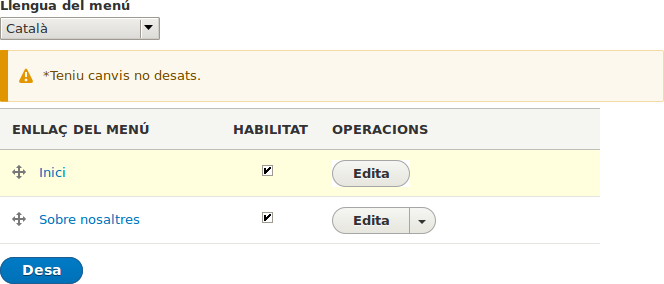 Llengua del menú
Català
*Teniu canvis no desats.
ENLLAÇ DEL MENÚ HABILITAT OPERACIONS
Inici Edita
Sobre nosaltres Edita
Desa